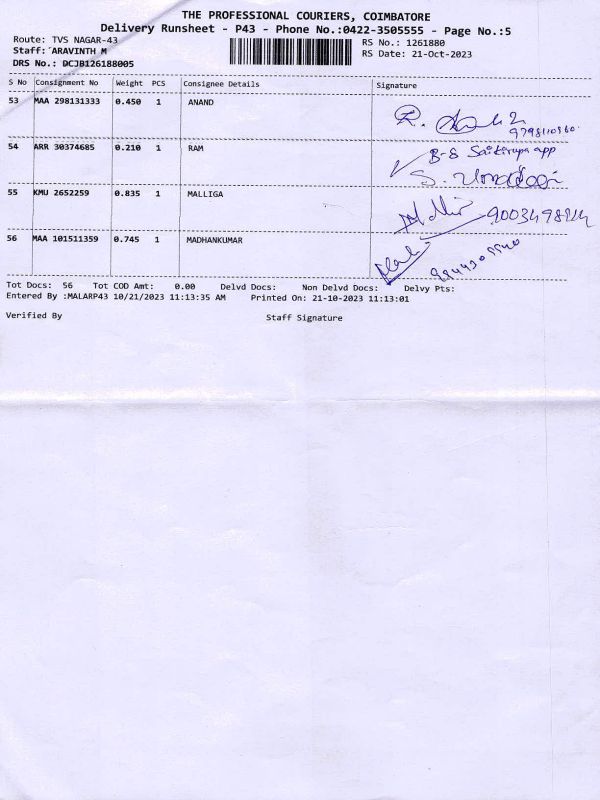 THE PROFESSIONAL COURIERS, COIMBATORE
Delivery Runsheet - P43 - Phone No.:0422-3505555 - Page No.:5
Route: TVS NAGAR-43 RS No.: 1261880
Staff: ARAVINTH M RS Date: 21-Oct-2023
DRS No.: DCJB126188005
S No Consignment No Weight PCS Consignee Details Signature
53 MAA 298131333 0.450 1 ANAND
R.
54 ARR 30374685 0.210 1 RAM
B-8 app
S.
55 KMU 2652259 0.835 1 MALLIGA
56 MAA 101511359 0.745 1 MADHANKUMAR
Tot Docs: 56 Tot COD Amt: 0.00 Delvd Docs: Non Delvd Docs: Delvy Pts:
Entered By :MALARP43 10/21/2023 11:13:35 AM Printed On: 21-10-2023 11:13:01
Verified By Staff Signature